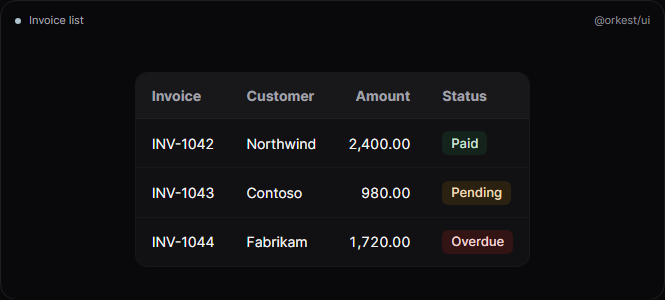 Invoice list
@orkest/ui
Invoice Customer Amount Status
INV-1042 Northwind 2,400.00 Paid
INV-1043 Contoso 980.00 Pending
INV-1044 Fabrikam 1,720.00 Overdue